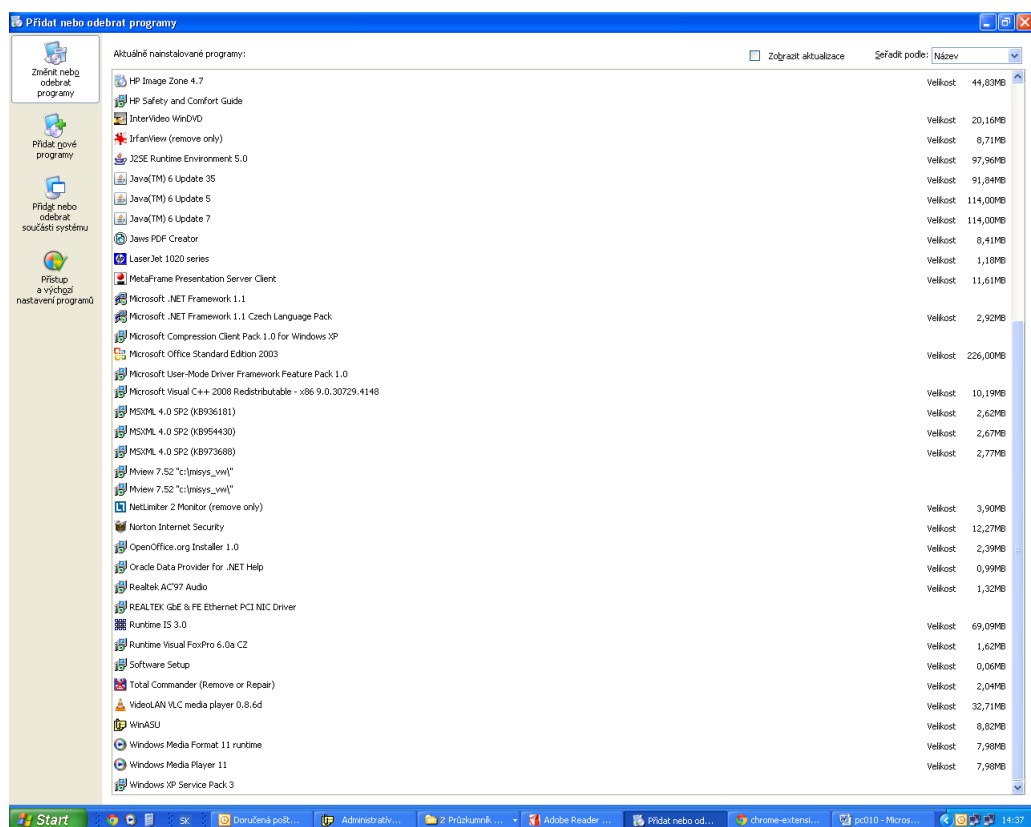 Přidat nebo odebrat programy
Změnit nebo
odebrat
programy
Přidat nové
programy
Přidat nebo
odebrat
součásti systému
Přístup
a výchozí
nastavení programů
Aktuálně nainstalované programy:
Zobrazit aktualizace
Seřadit podle: Název
HP Image Zone 4.7 Velikost 44,83MB
HP Safety and Comfort Guide
InterVideo WinDVD Velikost 20,16MB
IrfanView (remove only) Velikost 8,71MB
J2SE Runtime Environment 5.0 Velikost 97,96MB
Java(TM) 6 Update 35 Velikost 91,84MB
Java(TM) 6 Update 5 Velikost 114,00MB
Java(TM) 6 Update 7 Velikost 114,00MB
Jaws PDF Creator Velikost 8,41MB
LaserJet 1020 series Velikost 1,18MB
MetaFrame Presentation Server Client Velikost 11,61MB
Microsoft .NET Framework 1.1
Microsoft .NET Framework 1.1 Czech Language Pack Velikost 2,92MB
Microsoft Compression Client Pack 1.0 for Windows XP
Microsoft Office Standard Edition 2003 Velikost 226,00MB
Microsoft User-Mode Driver Framework Feature Pack 1.0
Microsoft Visual C++ 2008 Redistributable - x86 9.0.30729.4148 Velikost 10,19MB
MSXML 4.0 SP2 (KB936181) Velikost 2,62MB
MSXML 4.0 SP2 (KB954430) Velikost 2,67MB
MSXML 4.0 SP2 (KB973688) Velikost 2,77MB
Mview 7.52 "c:\misys_vw\"
Mview 7.52 "c:\misys_vw\"
NetLimiter 2 Monitor (remove only) Velikost 3,90MB
Norton Internet Security Velikost 12,27MB
OpenOffice.org Installer 1.0 Velikost 2,39MB
Oracle Data Provider for .NET Help Velikost 0,99MB
Realtek AC'97 Audio Velikost 1,32MB
REALTEK GbE & FE Ethernet PCI NIC Driver
Runtime IS 3.0 Velikost 69,09MB
Runtime Visual FoxPro 6.0a CZ Velikost 1,62MB
Software Setup Velikost 0,06MB
Total Commander (Remove or Repair) Velikost 2,04MB
VideoLAN VLC media player 0.8.6d Velikost 32,71MB
WinASU Velikost 8,82MB
Windows Media Format 11 runtime Velikost 7,98MB
Windows Media Player 11 Velikost 7,98MB
Windows XP Service Pack 3
Start SK Doručená pošt... Administrativ... 2 Průzkumník ... Adobe Reader ... Přidat nebo od... chrome-extensi... pc010 - Micros... 14:37